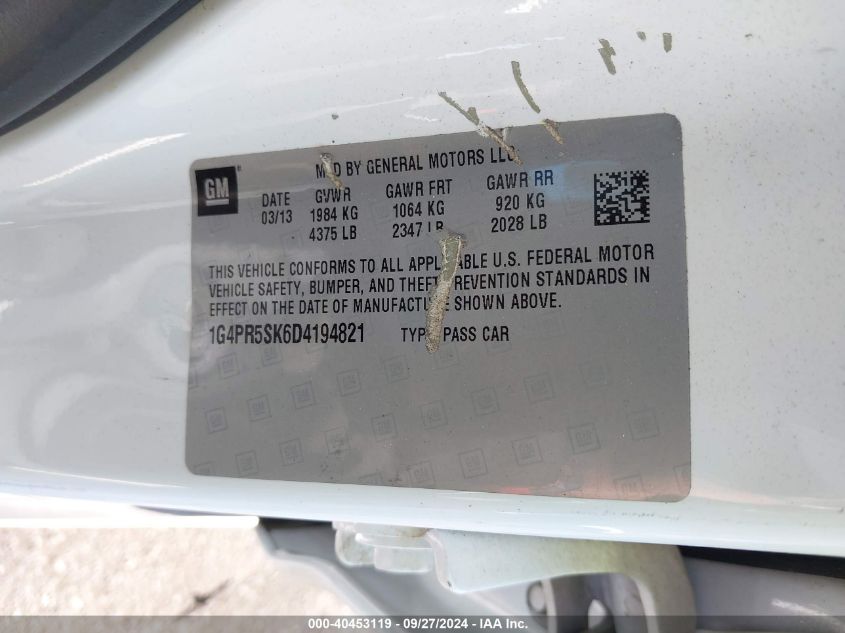 MFD BY GENERAL MOTORS LLC
GM
DATE GVWR GAWR FRT GAWR RR
03/13 1984 KG 1064 KG 920 KG
4375 LB 2347 LB 2028 LB
THIS VEHICLE CONFORMS TO ALL APPLICABLE U.S. FEDERAL MOTOR
VEHICLE SAFETY, BUMPER, AND THEFT PREVENTION STANDARDS IN
EFFECT ON THE DATE OF MANUFACTURE SHOWN ABOVE.
1G4PR5SK6D4194821 TYPE PASS CAR
000-40453119 - 09/27/2024 - IAA Inc.